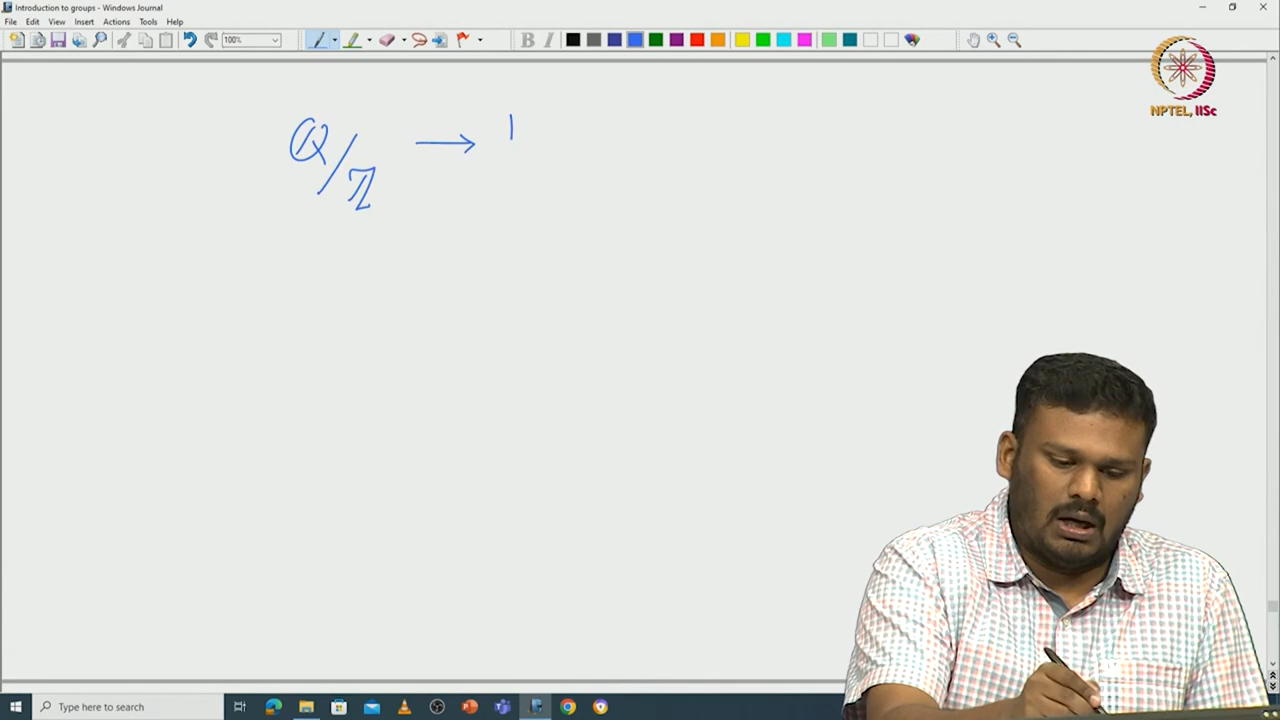 Introduction to groups - Windows Journal
File Edit View Insert Actions Tools Help
100%
B I
NPTEL, IISc
ℚ/ℤ →
Type here to search